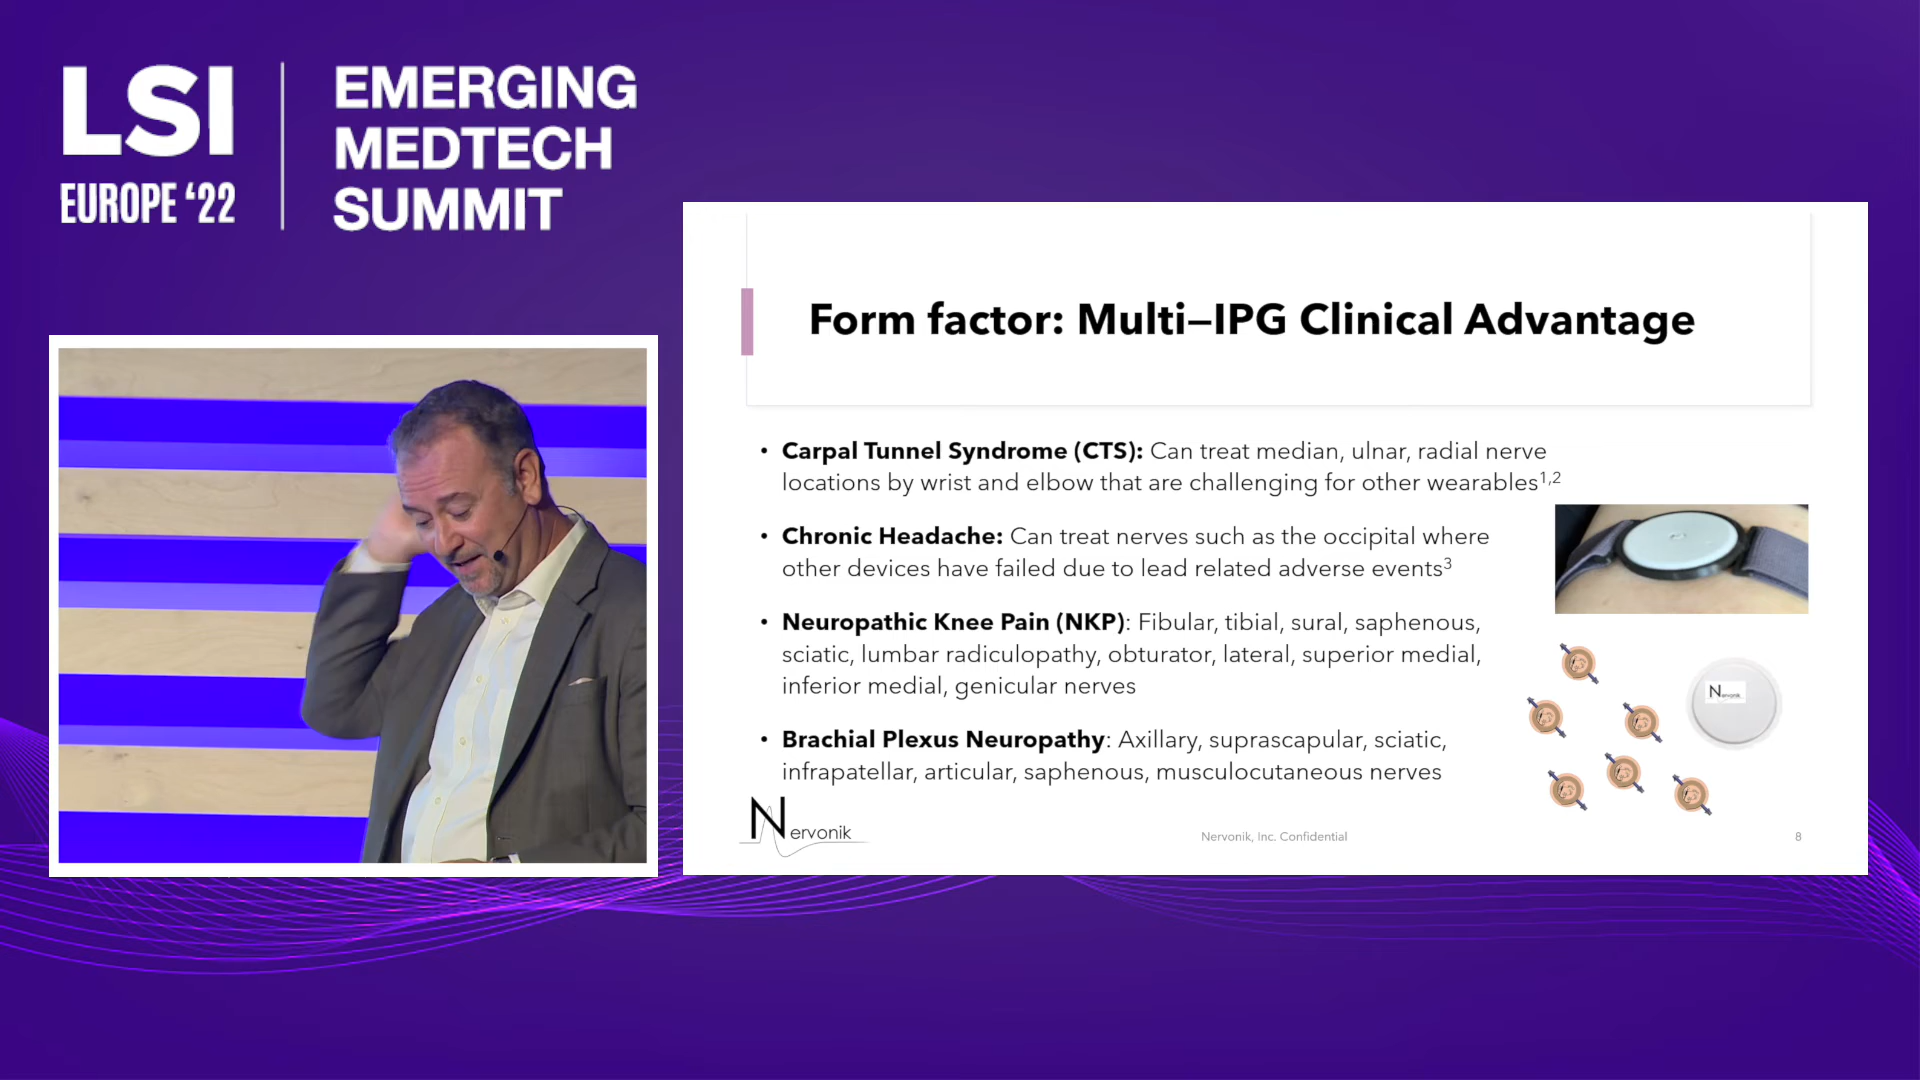 LSI
EUROPE ‘22
EMERGING
MEDTECH
SUMMIT
Form factor: Multi–IPG Clinical Advantage
• Carpal Tunnel Syndrome (CTS): Can treat median, ulnar, radial nerve
locations by wrist and elbow that are challenging for other wearables1,2
• Chronic Headache: Can treat nerves such as the occipital where
other devices have failed due to lead related adverse events3
• Neuropathic Knee Pain (NKP): Fibular, tibial, sural, saphenous,
sciatic, lumbar radiculopathy, obturator, lateral, superior medial,
inferior medial, genicular nerves
• Brachial Plexus Neuropathy: Axillary, suprascapular, sciatic,
infrapatellar, articular, saphenous, musculocutaneous nerves
Nervonik
Nervonik
Nervonik, Inc. Confidential
8